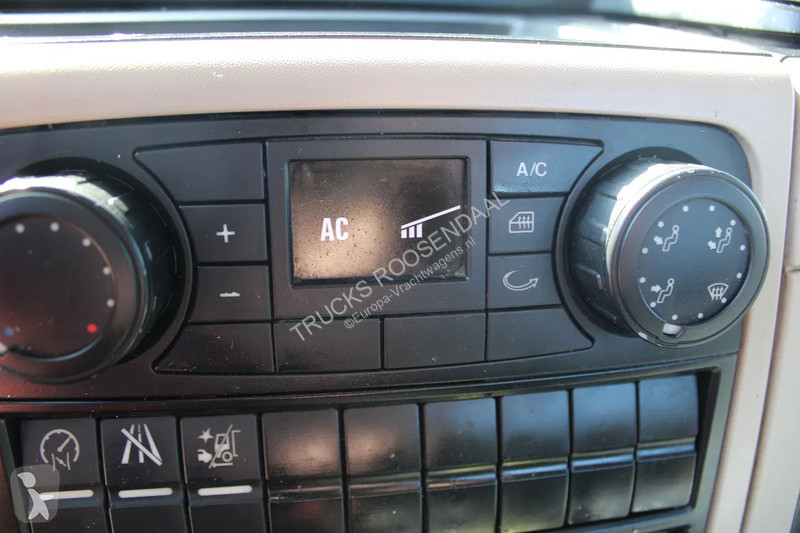 A/C
AC
+
-
TRUCKS ROOSENDAAL
©Europa-Vrachtwagens.nl